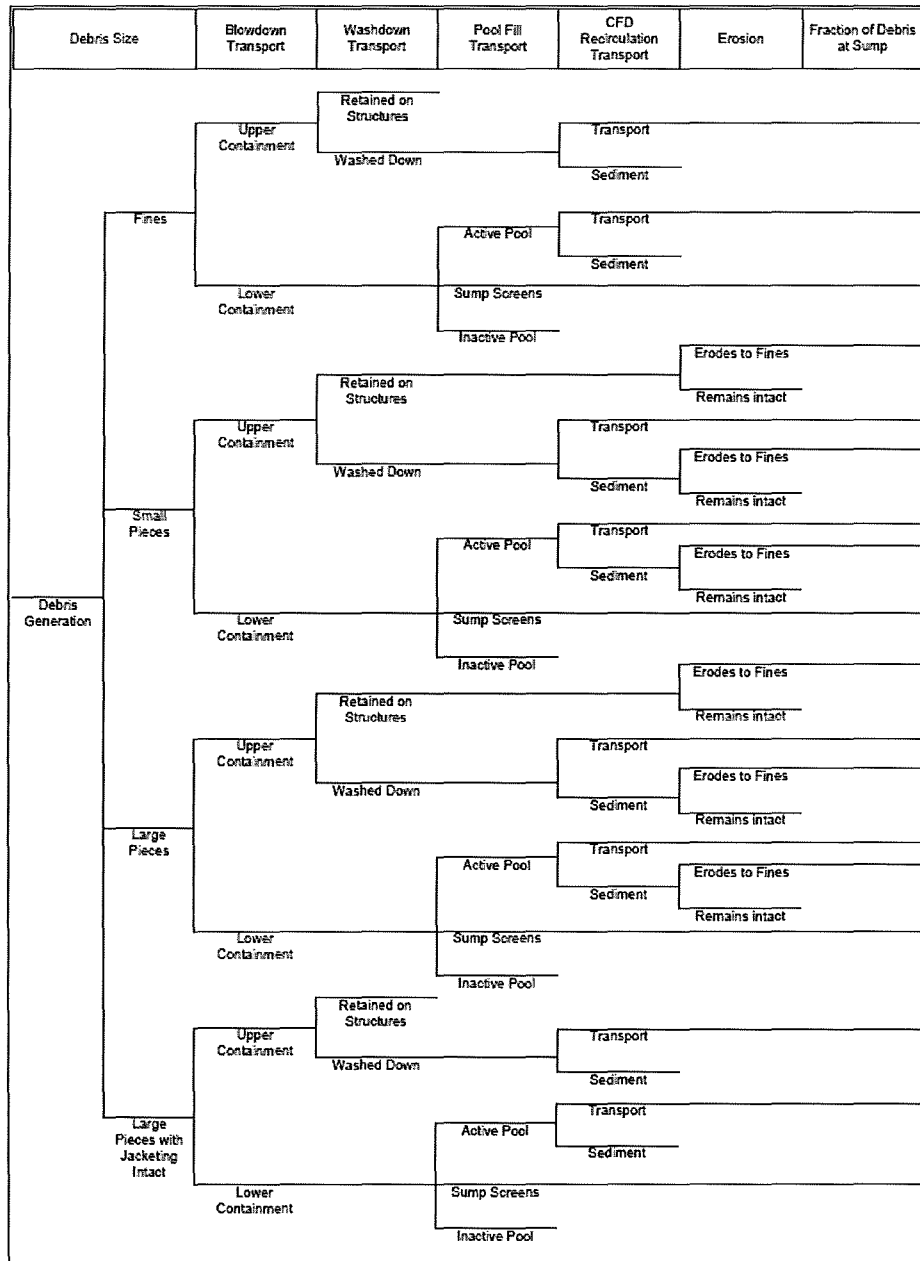 Debris Size
Blowdown
Transport
Washdown
Transport
Pool Fill
Transport
CFD
Recirculation
Transport
Erosion
Fraction of Debris
at Sump
Retained on
Structures
Upper
Containment
Transport
Washed Down
Sediment
Fines
Transport
Active Pool
Sediment
Lower
Containment
Sump Screens
Inactive Pool
Erodes to Fines
Retained on
Structures
Remains intact
Upper
Containment
Transport
Erodes to Fines
Washed Down
Sediment
Remains intact
Small
Pieces
Transport
Active Pool
Erodes to Fines
Sediment
Remains intact
Debris
Generation
Lower
Containment
Sump Screens
Inactive Pool
Erodes to Fines
Retained on
Structures
Remains intact
Upper
Containment
Transport
Erodes to Fines
Washed Down
Sediment
Remains intact
Large
Pieces
Transport
Active Pool
Erodes to Fines
Sediment
Remains intact
Lower
Containment
Sump Screens
Inactive Pool
Retained on
Structures
Upper
Containment
Transport
Washed Down
Sediment
Large
Pieces with
Jacketing
Intact
Transport
Active Pool
Sediment
Lower
Containment
Sump Screens
Inactive Pool